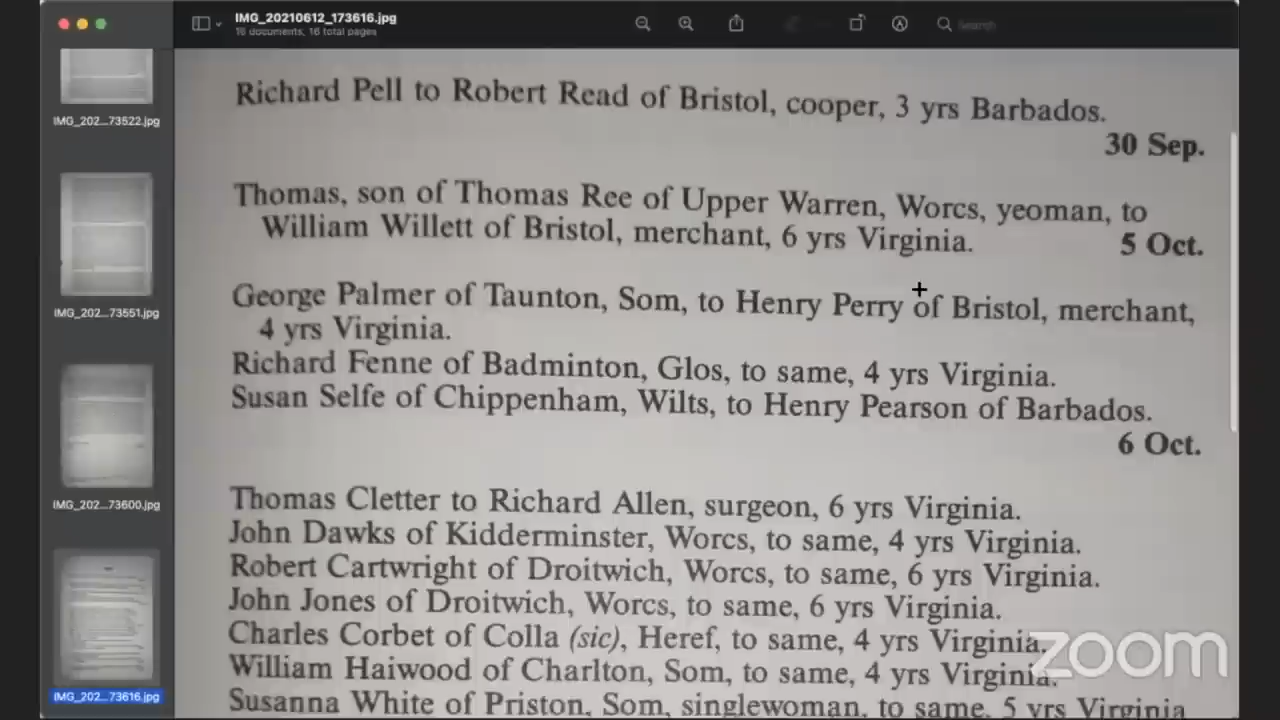 IMG_20210612_173616.jpg
16 documents, 16 total pages
Search
IMG_202...73522.jpg
IMG_202...73551.jpg
IMG_202...73600.jpg
IMG_202...73616.jpg
Richard Pell to Robert Read of Bristol, cooper, 3 yrs Barbados.
30 Sep.
Thomas, son of Thomas Ree of Upper Warren, Worcs, yeoman, to
William Willett of Bristol, merchant, 6 yrs Virginia. 5 Oct.
George Palmer of Taunton, Som, to Henry Perry of Bristol, merchant,
4 yrs Virginia.
Richard Fenne of Badminton, Glos, to same, 4 yrs Virginia.
Susan Selfe of Chippenham, Wilts, to Henry Pearson of Barbados.
6 Oct.
Thomas Cletter to Richard Allen, surgeon, 6 yrs Virginia.
John Dawks of Kidderminster, Worcs, to same, 4 yrs Virginia.
Robert Cartwright of Droitwich, Worcs, to same, 6 yrs Virginia.
John Jones of Droitwich, Worcs, to same, 6 yrs Virginia.
Charles Corbet of Colla (sic), Heref, to same, 4 yrs Virginia.
William Haiwood of Charlton, Som, to same, 4 yrs Virginia.
Susanna White of Priston, Som, singlewoman, to same, 5 yrs Virginia
zoom